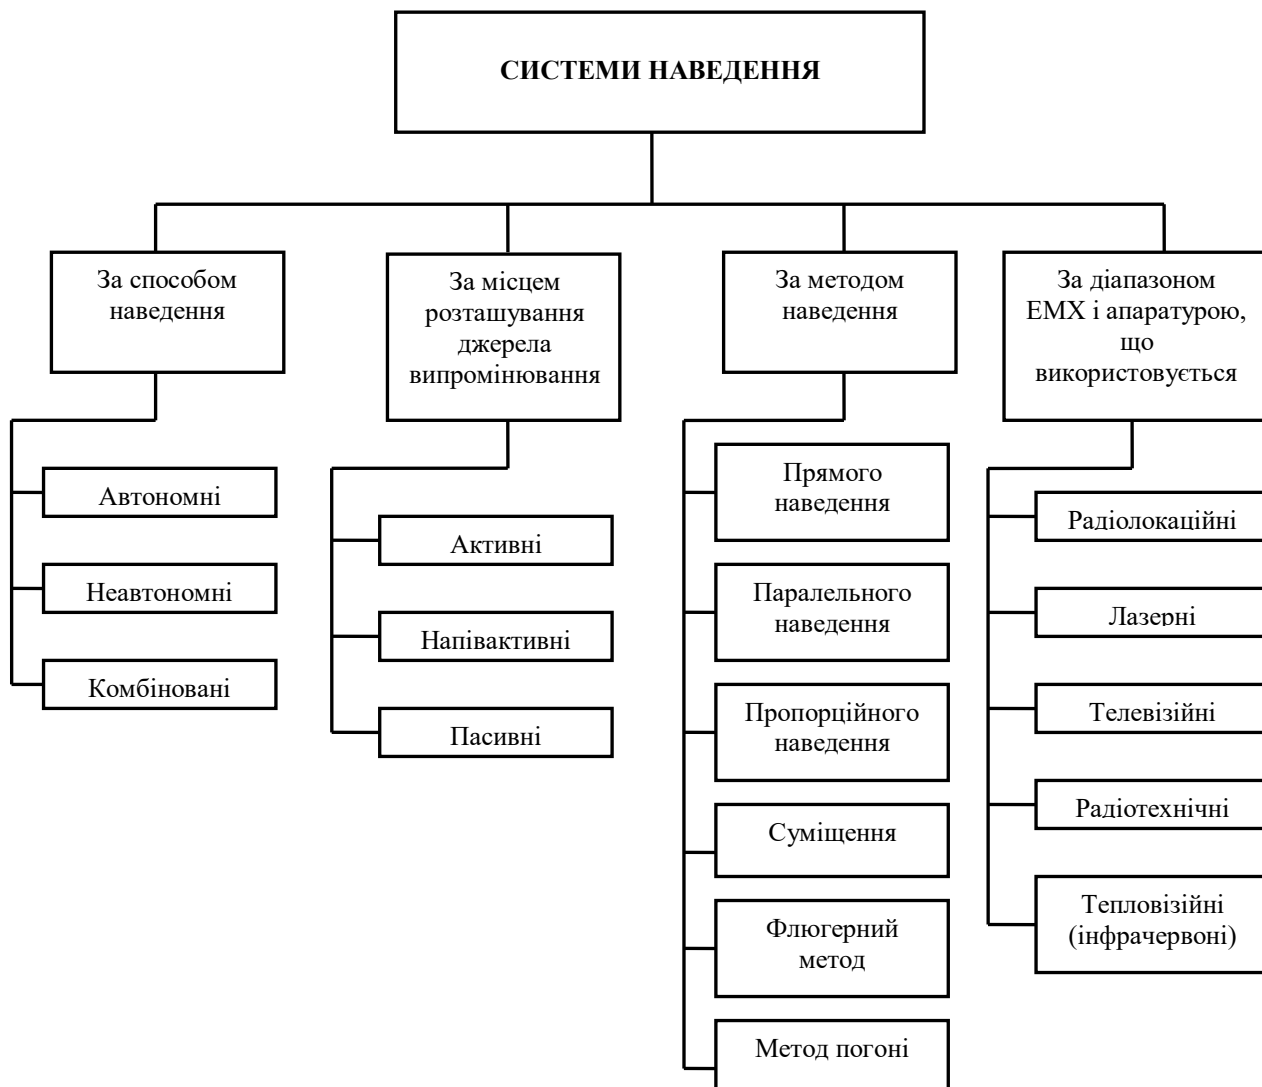 СИСТЕМИ НАВЕДЕННЯ
За способом
наведення
Автономні
Неавтономні
Комбіновані
За місцем
розташування
джерела
випромінювання
Активні
Напівактивні
Пасивні
За методом
наведення
Прямого
наведення
Паралельного
наведення
Пропорційного
наведення
Суміщення
Флюгерний
метод
Метод погоні
За діапазоном
ЕМХ і апаратурою,
що
використовується
Радіолокаційні
Лазерні
Телевізійні
Радіотехнічні
Тепловізійні
(інфрачервоні)